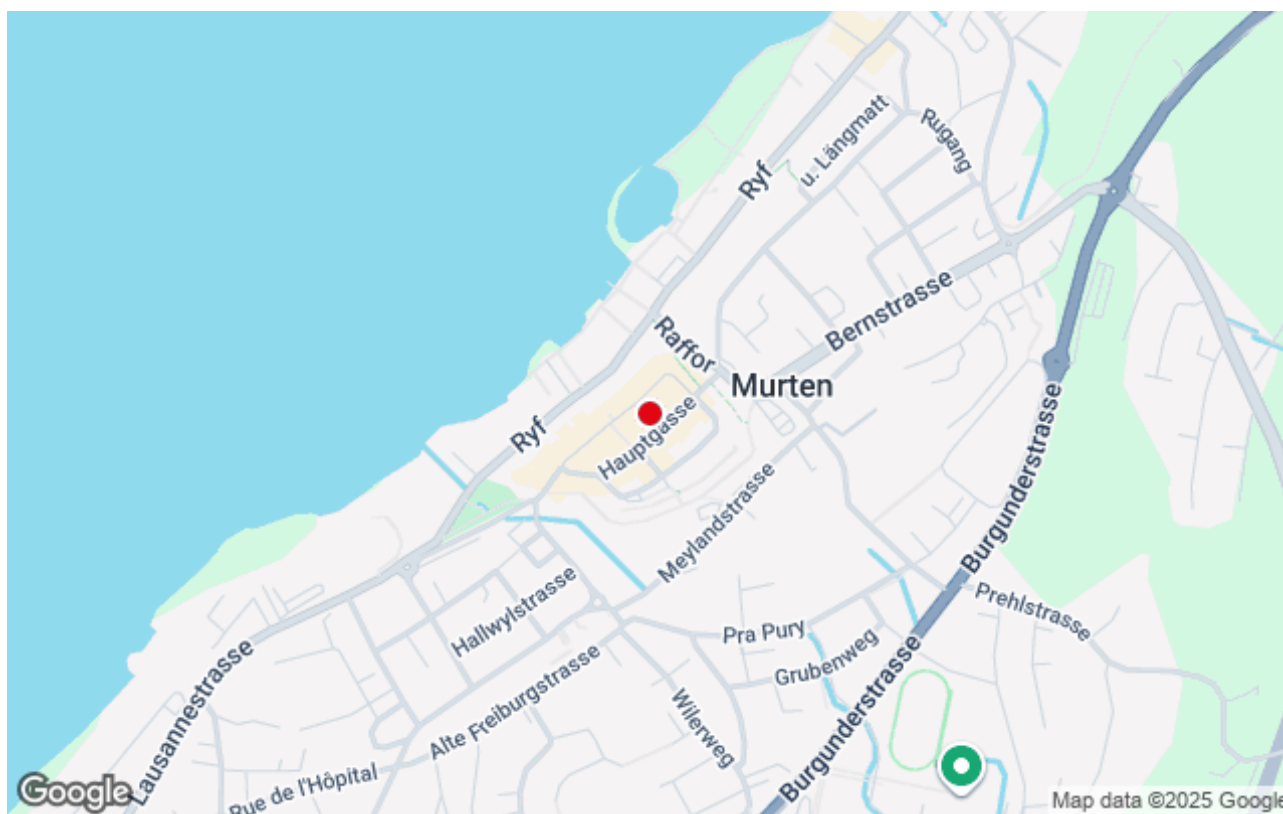 u. Längmatt
Rugang
Ryf
Bernstrasse
Raffor
Murten
Hauptgasse
Ryf
Meylandstrasse
Burgunderstrasse
Prehlstrasse
Hallwylstrasse
Pra Pury
Grubenweg
Lausannestrasse
Alte Freiburgstrasse
Wilerweg
Burgunderstrasse
Rue de l'Hôpital
Google
Map data ©2025 Google